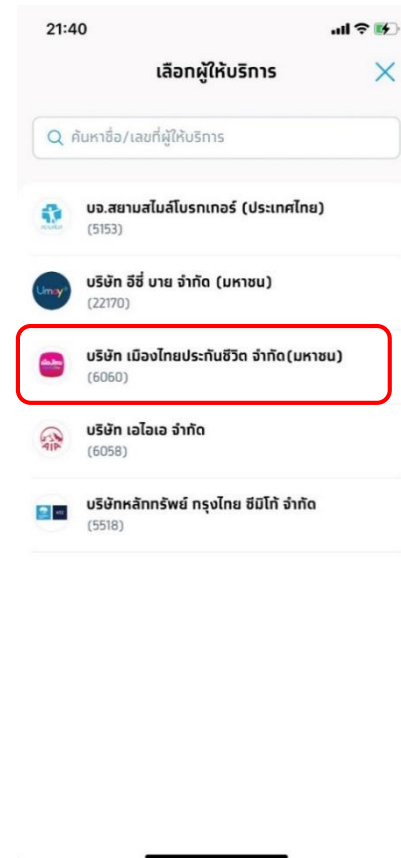 21:40
เลือกผู้ให้บริการ
ค้นหาชื่อ/เลขที่ผู้ให้บริการ
บจ.สยามสไมล์โบรกเกอร์ (ประเทศไทย)
(5153)
Umay+
บริษัท อีซี่ บาย จำกัด (มหาชน)
(22170)
บริษัท เมืองไทยประกันชีวิต จำกัด(มหาชน)
(6060)
AIA
บริษัท เอไอเอ จำกัด
(6058)
บริษัทหลักทรัพย์ กรุงไทย ซีมิโก้ จำกัด
(5518)